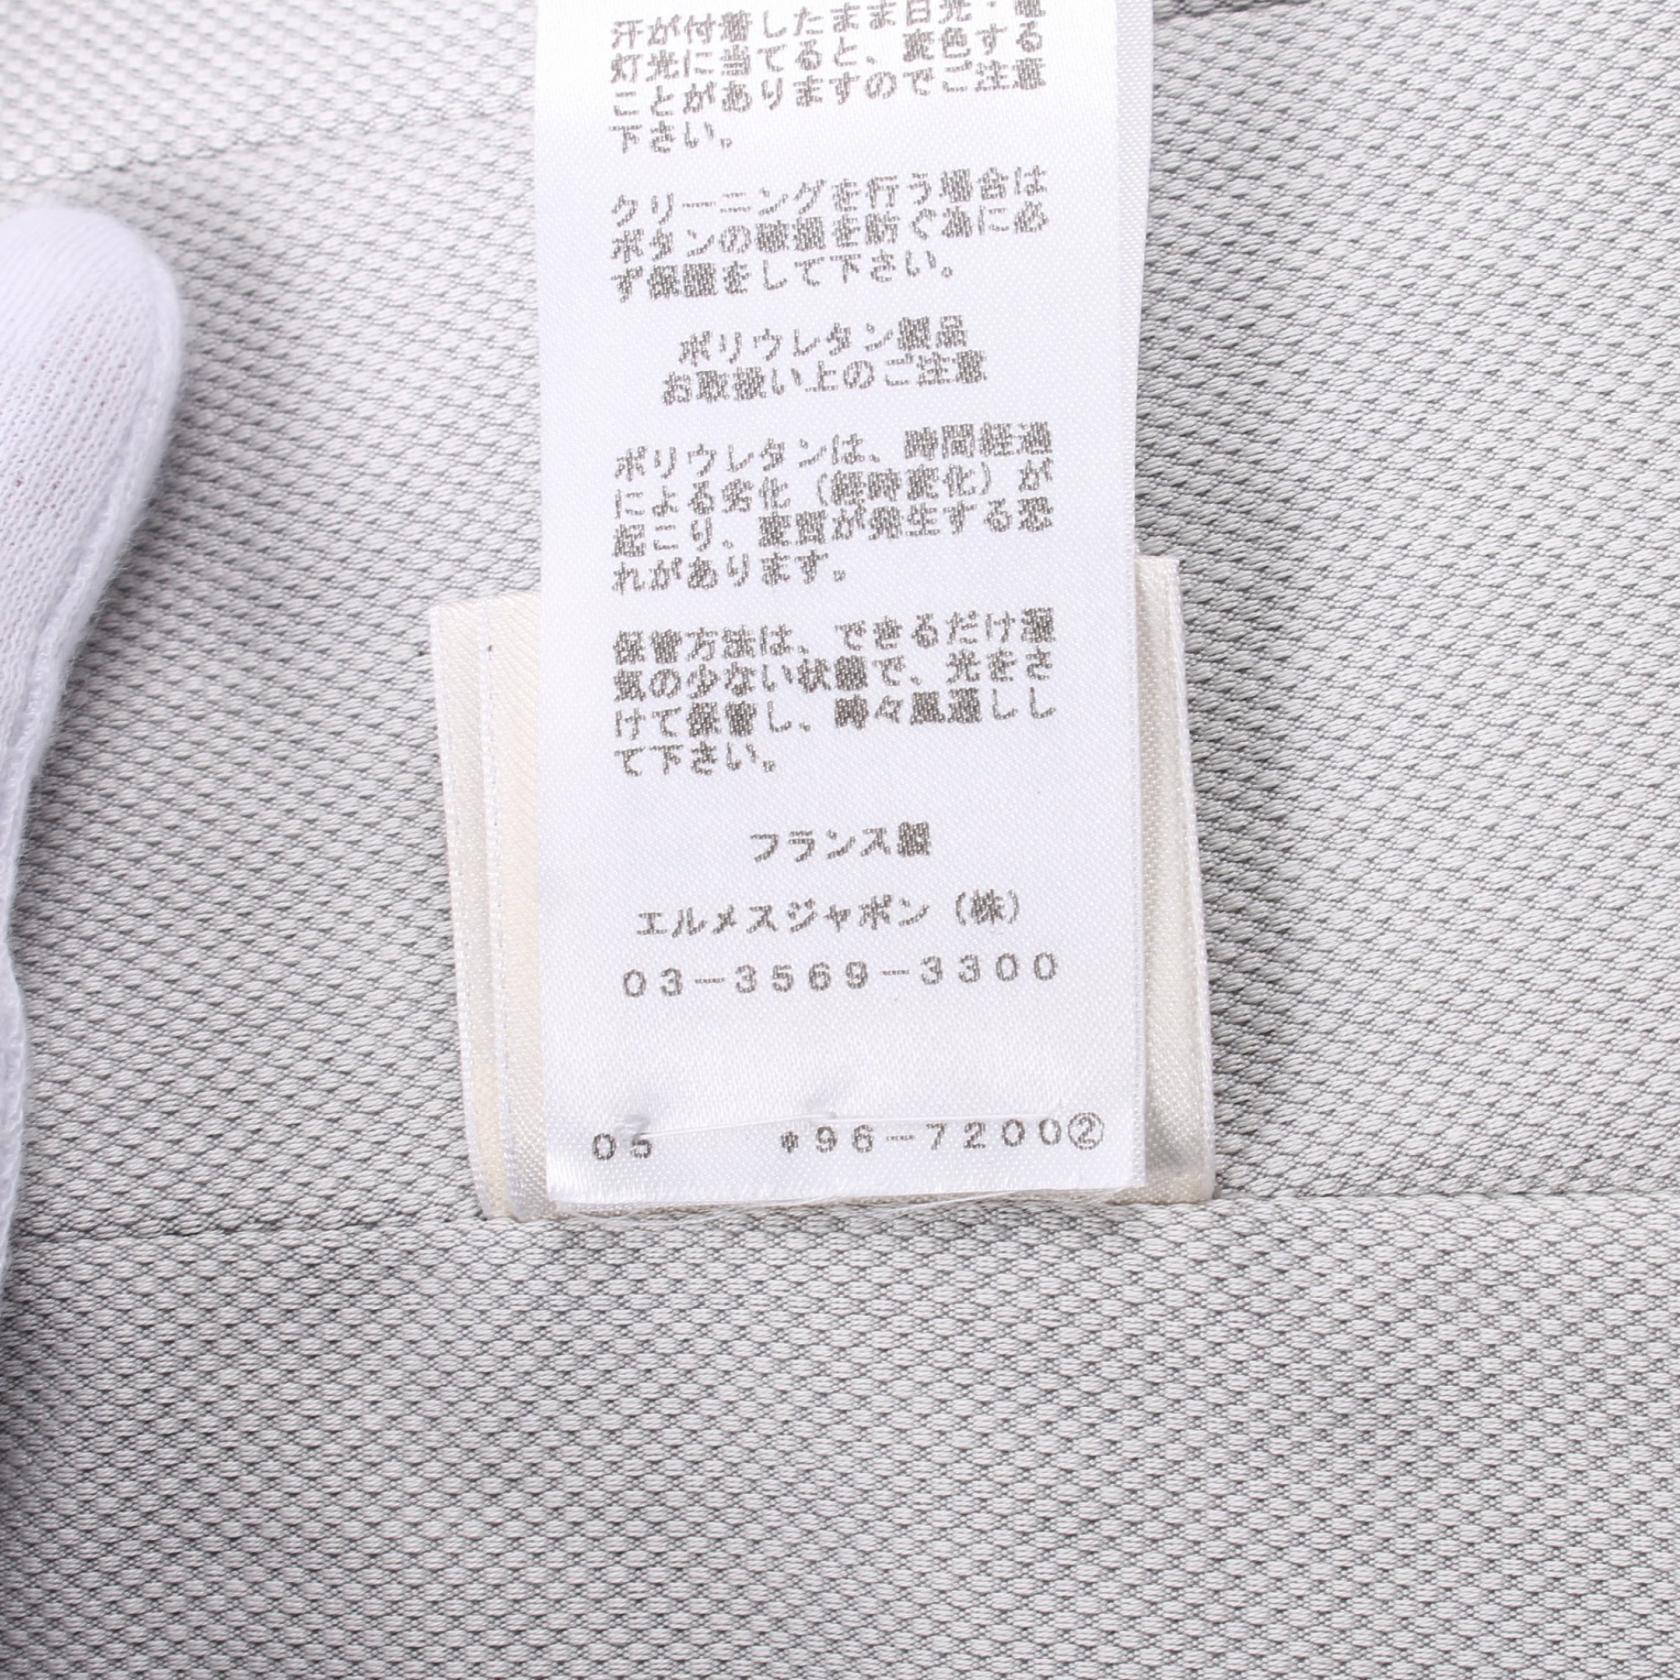 汗が付着したまま日光・電
灯光に当てると、変色する
ことがありますのでご注意
下さい。
クリーニングを行う場合は
ボタンの破損を防ぐ為に必
ず保護をして下さい。
ポリウレタン製品
お取扱い上のご注意
ポリウレタンは、時間経過
による劣化（経時変化）が
起こり、変質が発生する恐
れがあります。
保管方法は、できるだけ湿
気の少ない状態で、光をさ
けて保管し、時々風通しし
て下さい。
フランス製
エルメスジャポン（株）
03-3569-3300
05 *96-7200②